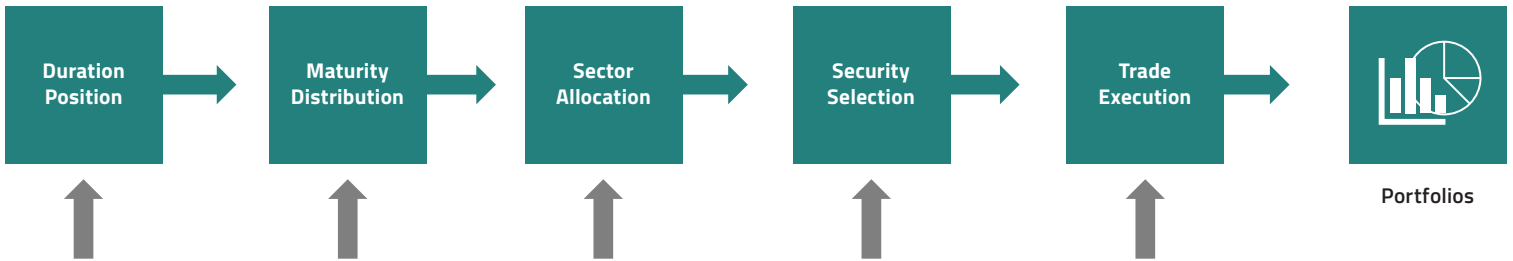 Duration
Position
Maturity
Distribution
Sector
Allocation
Security
Selection
Trade
Execution
Portfolios